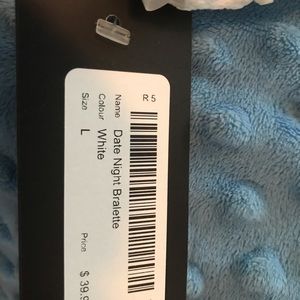 R 5
Name Date Night Bralette
Colour White
Size L Price $ 39.9